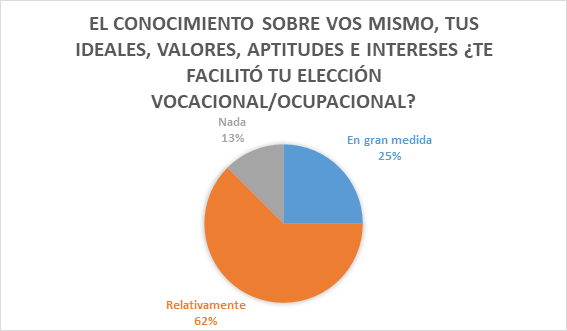 EL CONOCIMIENTO SOBRE VOS MISMO, TUS
IDEALES, VALORES, APTITUDES E INTERESES ¿TE
FACILITÓ TU ELECCIÓN
VOCACIONAL/OCUPACIONAL?
Nada
13%
En gran medida
25%
Relativamente
62%